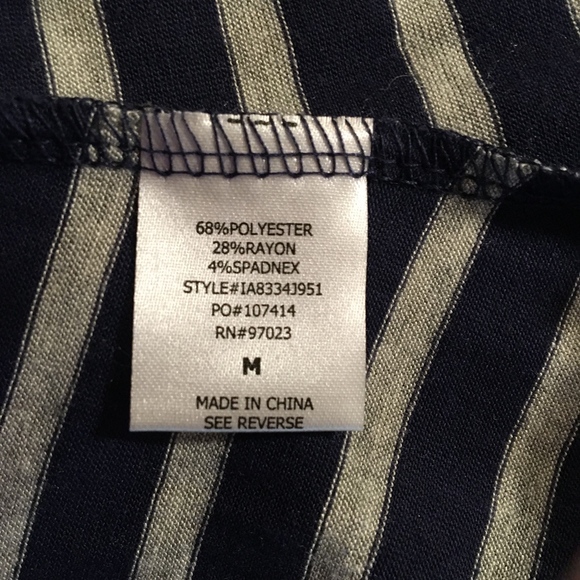 68%POLYESTER
28%RAYON
4%SPADNEX
STYLE#IA8334J951
PO#107414
RN#97023
M
MADE IN CHINA
SEE REVERSE